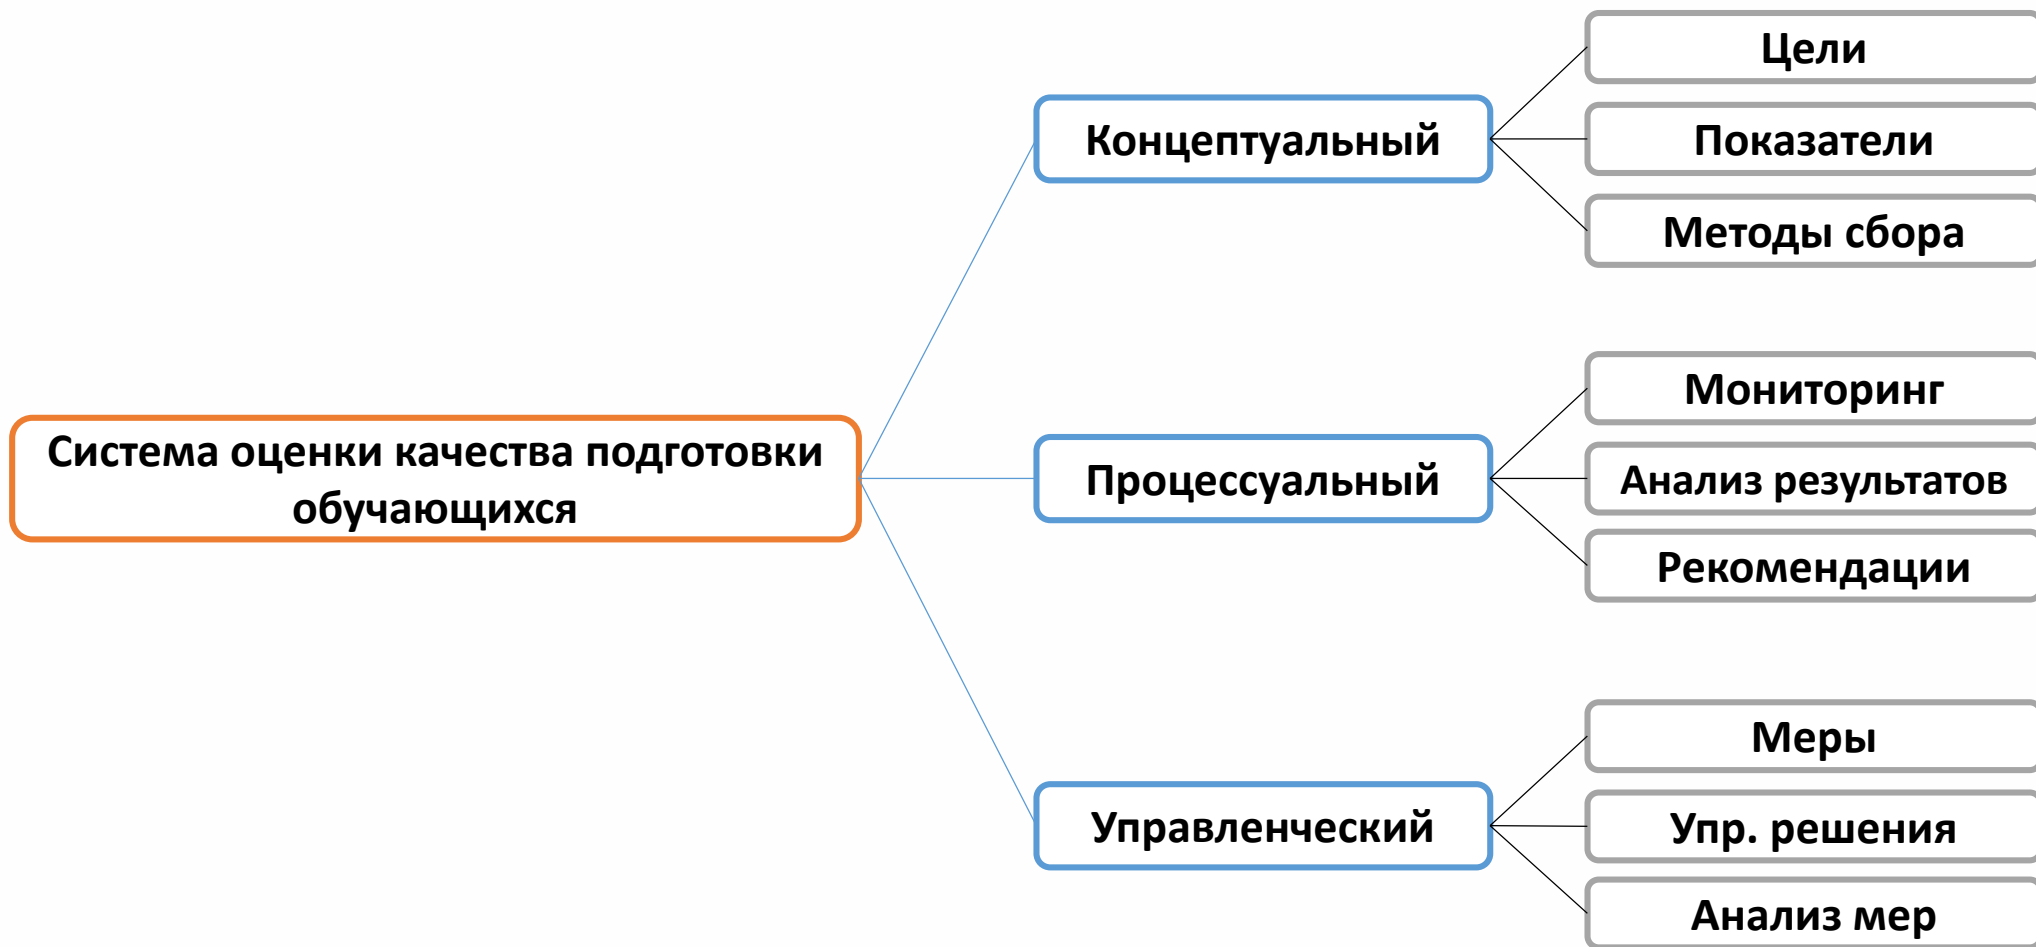 Система оценки качества подготовки
обучающихся
Концептуальный
Цели
Показатели
Методы сбора
Процессуальный
Мониторинг
Анализ результатов
Рекомендации
Управленческий
Меры
Упр. решения
Анализ мер